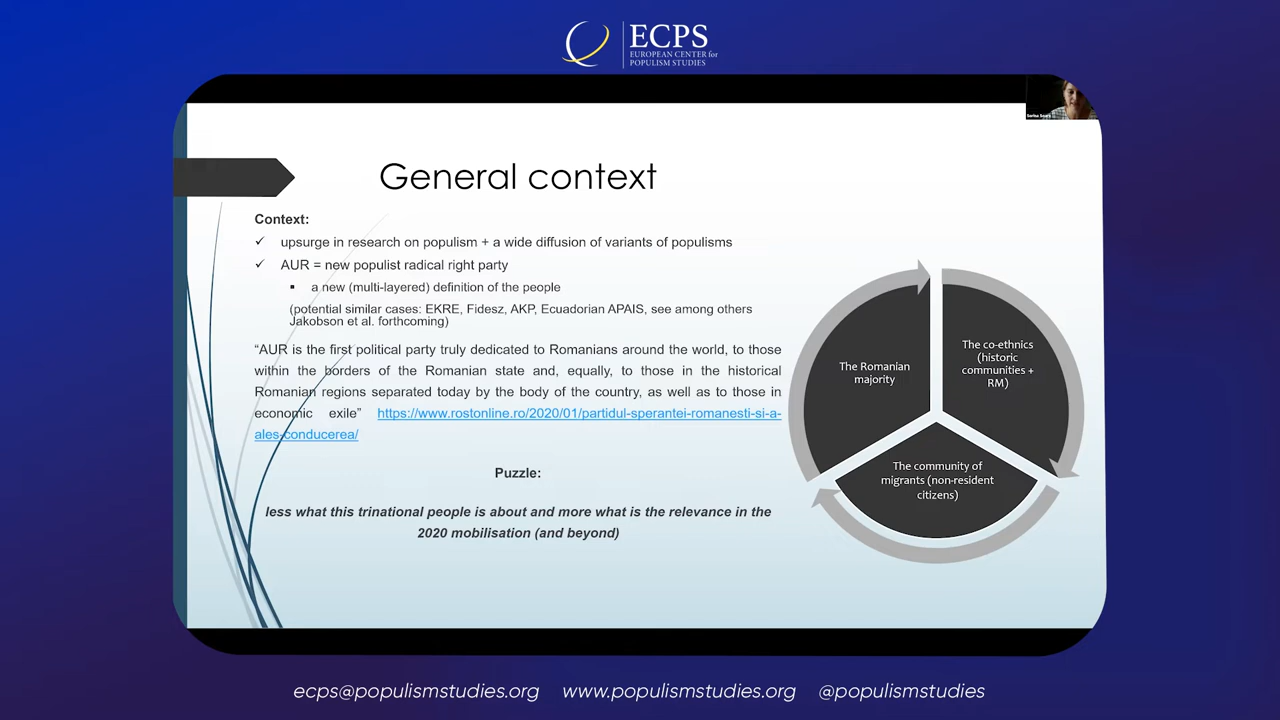 ECPS
EUROPEAN CENTER for
POPULISM STUDIES
General context
Context:
✓ upsurge in research on populism + a wide diffusion of variants of populisms
✓ AUR = new populist radical right party
▪ a new (multi-layered) definition of the people
(potential similar cases: EKRE, Fidesz, AKP, Ecuadorian APAIS, see among others
Jakobson et al. forthcoming)
“AUR is the first political party truly dedicated to Romanians around the world, to those
within the borders of the Romanian state and, equally, to those in the historical
Romanian regions separated today by the body of the country, as well as to those in
economic exile” https://www.rostonline.ro/2020/01/partidul-sperantei-romanesti-si-a-
ales-conducerea/
Puzzle:
less what this trinational people is about and more what is the relevance in the
2020 mobilisation (and beyond)
The Romanian
majority
The co-ethnics
(historic
communities +
RM)
The community of
migrants (non-resident
citizens)
ecps@populismstudies.org www.populismstudies.org @populismstudies